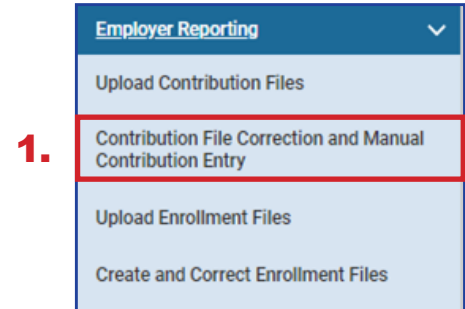 Employer Reporting
Upload Contribution Files
1.
Contribution File Correction and Manual
Contribution Entry
Upload Enrollment Files
Create and Correct Enrollment Files